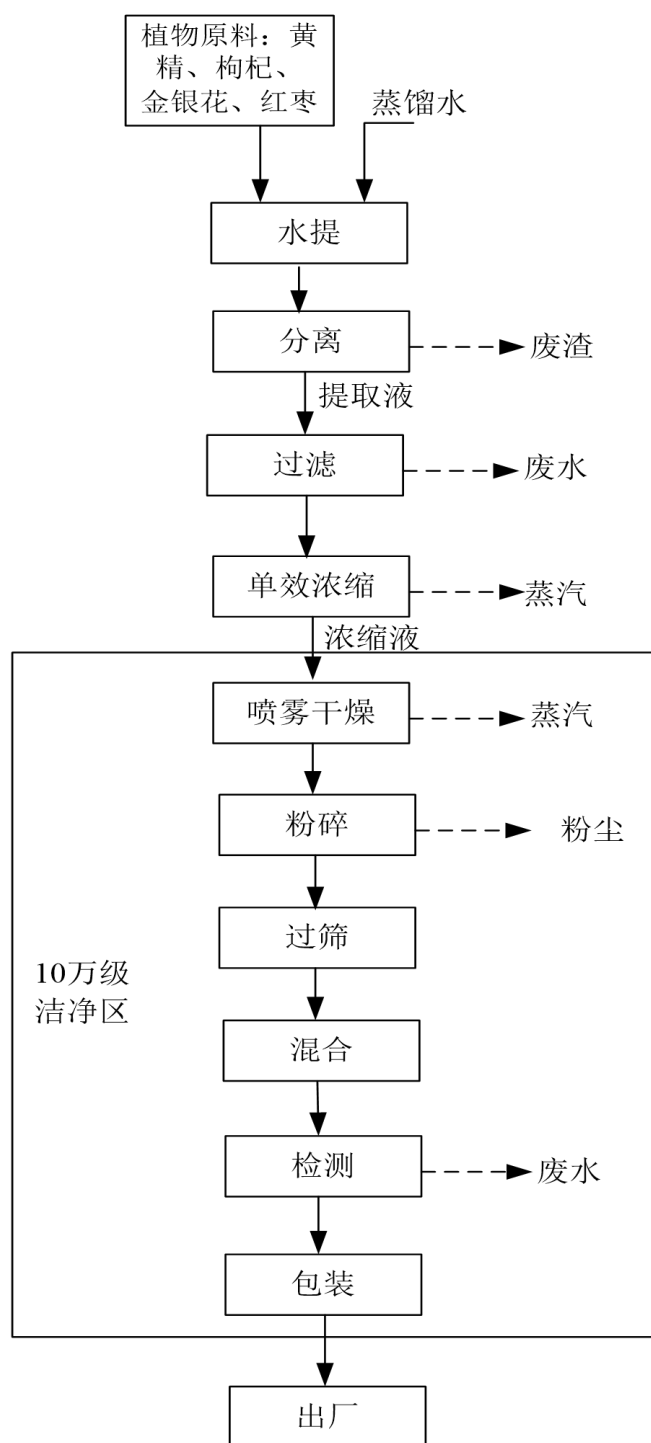 植物原料：黄
精、枸杞、
金银花、红枣
蒸馏水
水提
分离
废渣
提取液
过滤
废水
单效浓缩
蒸汽
浓缩液
喷雾干燥
蒸汽
粉碎
粉尘
过筛
10万级
洁净区
混合
检测
废水
包装
出厂